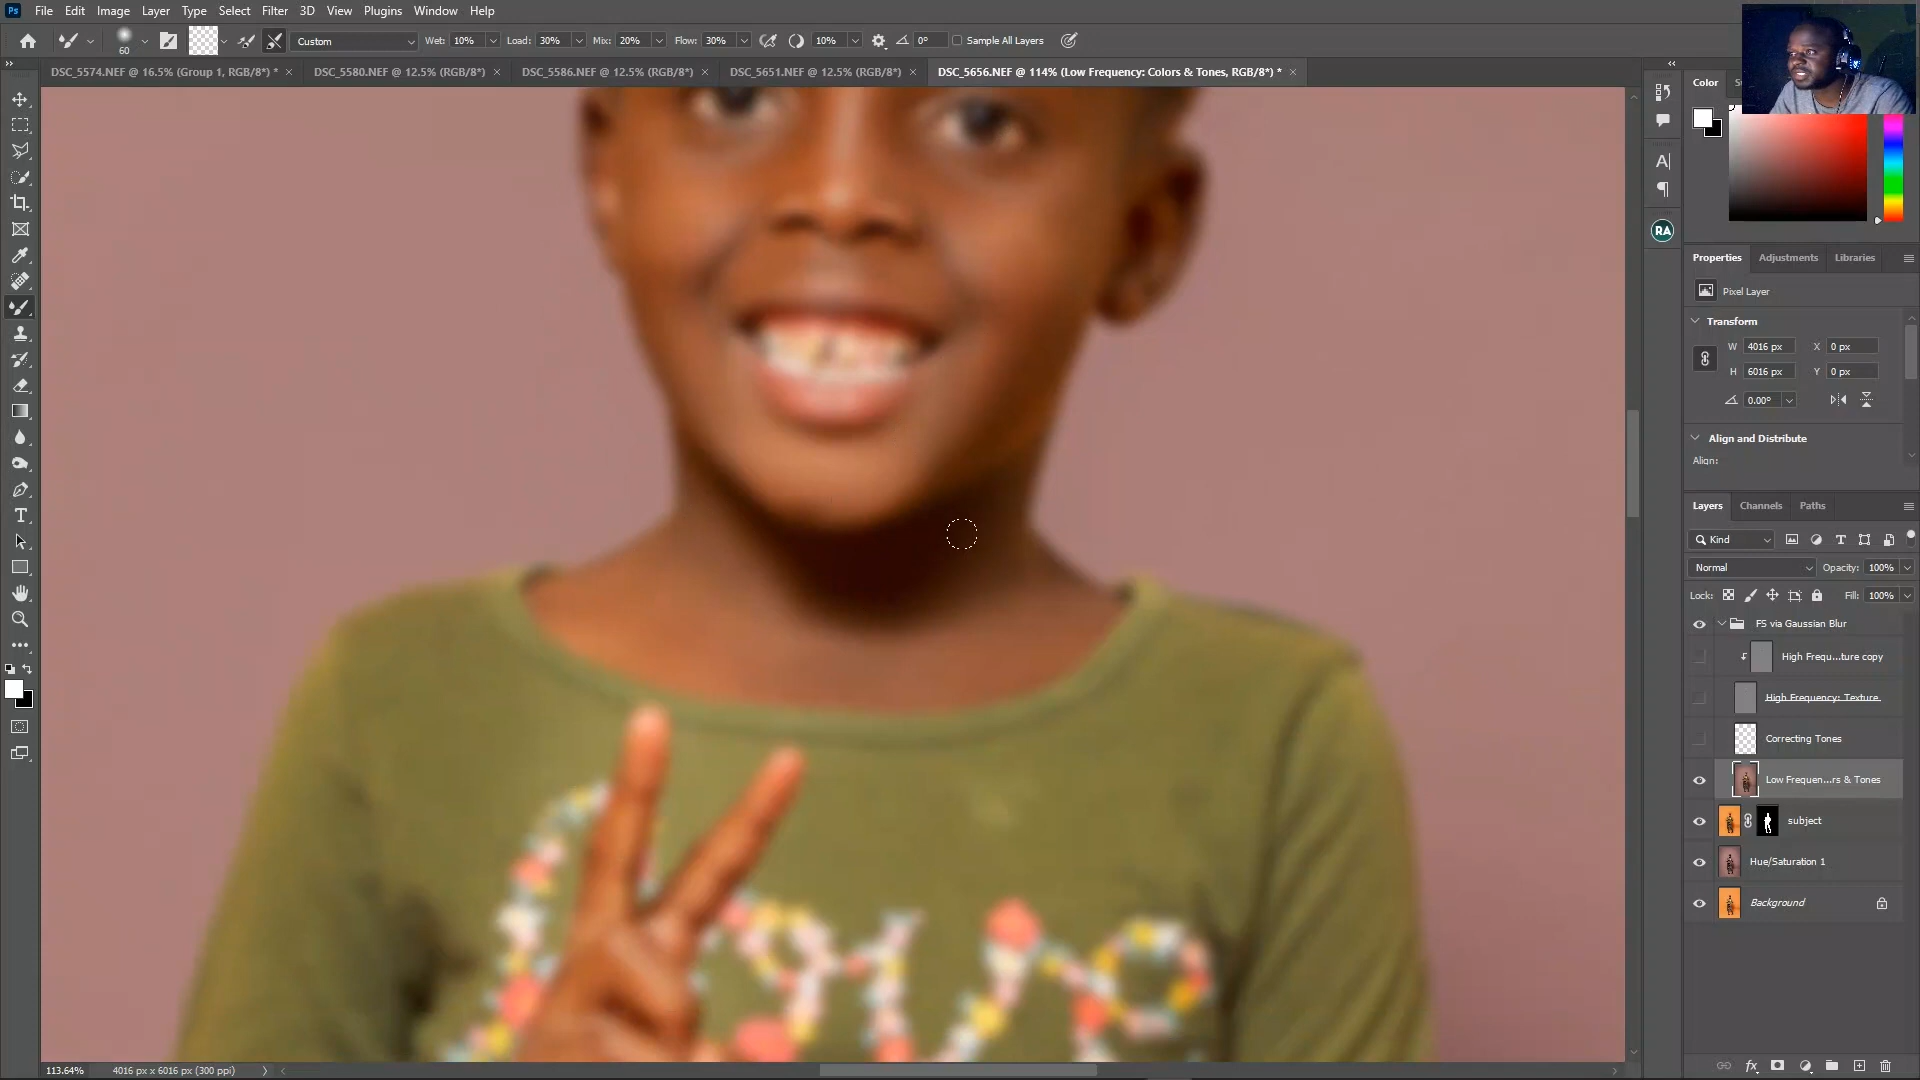 Ps File Edit Image Layer Type Select Filter 3D View Plugins Window Help
60 Custom Wet: 10% Load: 30% Mix: 20% Flow: 30% 10% 0° Sample All Layers
DSC_5574.NEF @ 16.5% (Group 1, RGB/8*) * × DSC_5580.NEF @ 12.5% (RGB/8*) × DSC_5586.NEF @ 12.5% (RGB/8*) × DSC_5651.NEF @ 12.5% (RGB/8*) × DSC_5656.NEF @ 114% (Low Frequency: Colors & Tones, RGB/8*) * ×
Color
RA
Properties Adjustments Libraries
Pixel Layer
Transform
W 4016 px X 0 px
H 6016 px Y 0 px
0.00°
Align and Distribute
Align:
Layers Channels Paths
Kind
Normal Opacity: 100%
Lock: Fill: 100%
FS via Gaussian Blur
High Frequ...ture copy
High Frequency: Texture
Correcting Tones
Low Frequen...rs & Tones
subject
Hue/Saturation 1
Background
fx
113.64% 4016 px x 6016 px (300 ppi)